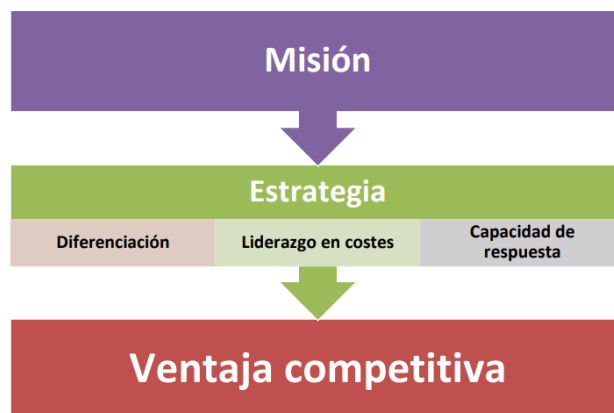 Misión
Estrategia
Diferenciación
Liderazgo en costes
Capacidad de
respuesta
Ventaja competitiva